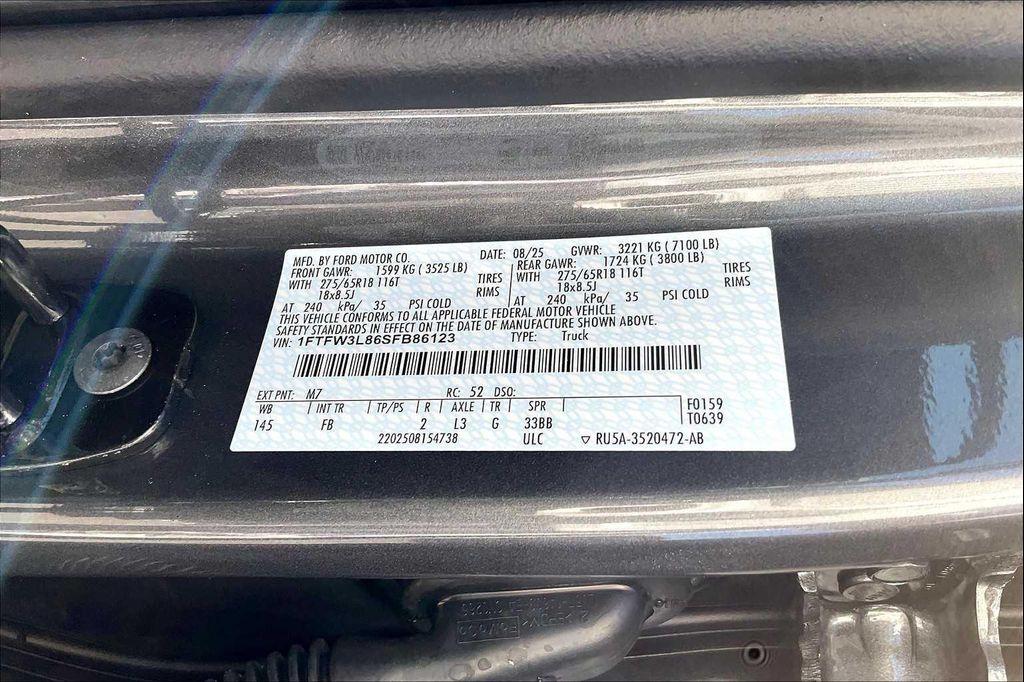 MFD. BY FORD MOTOR CO. DATE: 08/25 GVWR: 3221 KG ( 7100 LB)
FRONT GAWR: 1599 KG ( 3525 LB) REAR GAWR: 1724 KG ( 3800 LB)
WITH 275/65R18 116T TIRES WITH 275/65R18 116T TIRES
18x8.5J RIMS 18x8.5J RIMS
AT 240 kPa/ 35 PSI COLD AT 240 kPa/ 35 PSI COLD
THIS VEHICLE CONFORMS TO ALL APPLICABLE FEDERAL MOTOR VEHICLE
SAFETY STANDARDS IN EFFECT ON THE DATE OF MANUFACTURE SHOWN ABOVE.
VIN: 1FTFW3L86SFB86123 TYPE: Truck
EXT PNT: M7 RC: 52 DSO:
WB INT TR TP/PS R AXLE TR SPR F0159
145 FB 2 L3 G 33BB T0639
2202508154738 ULC ▽ RU5A-3520472-AB